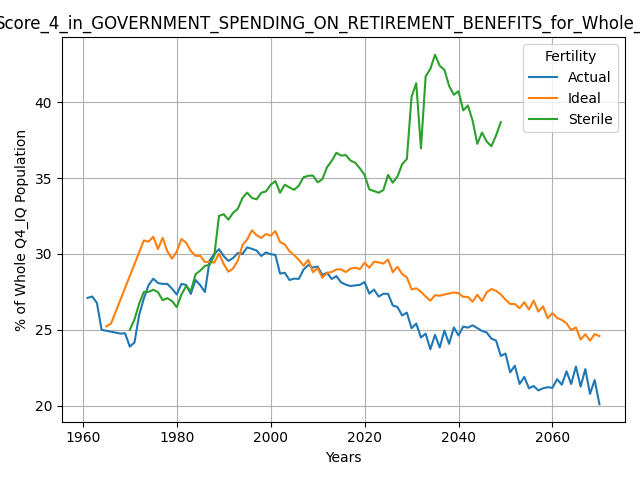 Score_4_in_GOVERNMENT_SPENDING_ON_RETIREMENT_BENEFITS_for_Whole_
Fertility
Actual
Ideal
Sterile
% of Whole Q4_IQ Population
40
35
30
25
20
1960 1980 2000 2020 2040 2060
Years